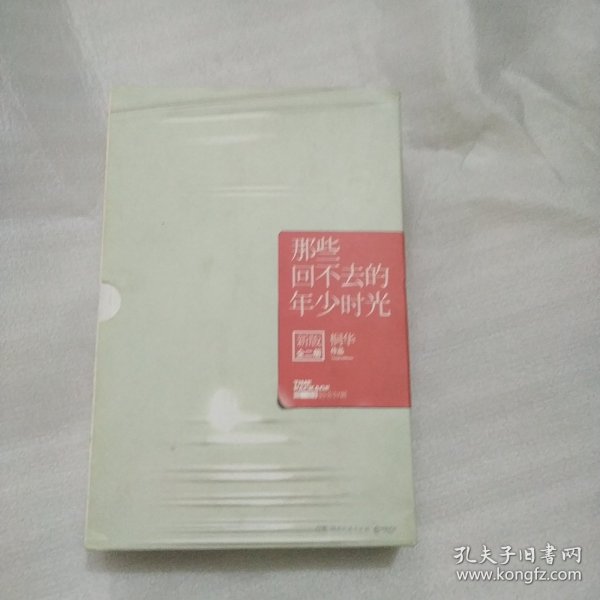 那些
回不去的
年少时光
新版
全二册
桐华
作品
孔夫子旧书网
www.kongfz.com